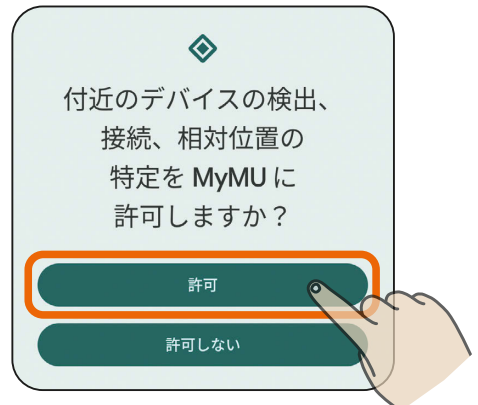 付近のデバイスの検出、
接続、相対位置の
特定を MyMU に
許可しますか？
許可
許可しない